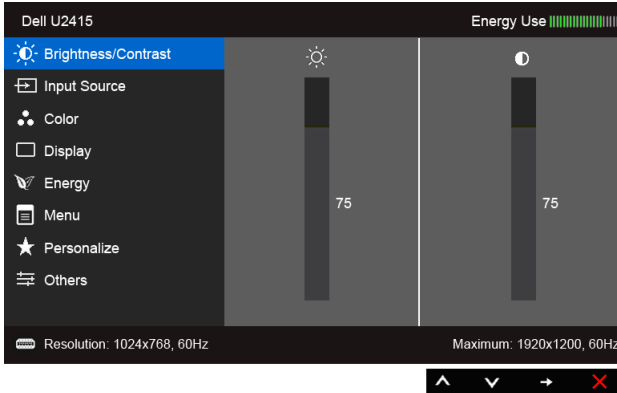 Dell U2415
Energy Use
Brightness/Contrast
Input Source
Color
Display
Energy
Menu
Personalize
Others
75
75
Resolution: 1024x768, 60Hz
Maximum: 1920x1200, 60Hz